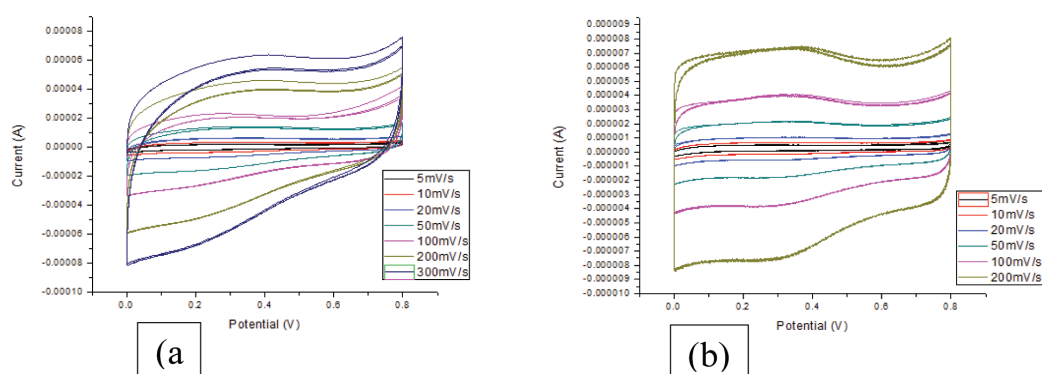 0.00008
0.00006
0.00004
0.00002
0.00000
-0.00002
-0.00004
-0.00006
-0.00008
-0.00010
Current (A)
0.0 0.2 0.4 0.6 0.8
Potential (V)
5mV/s
10mV/s
20mV/s
50mV/s
100mV/s
200mV/s
300mV/s
(a
0.000009
0.000008
0.000007
0.000006
0.000005
0.000004
0.000003
0.000002
0.000001
0.000000
-0.000001
-0.000002
-0.000003
-0.000004
-0.000005
-0.000006
-0.000007
-0.000008
-0.000009
-0.000010
Current (A)
0.0 0.2 0.4 0.6 0.8
Potential (V)
5mV/s
10mV/s
20mV/s
50mV/s
100mV/s
200mV/s
(b)